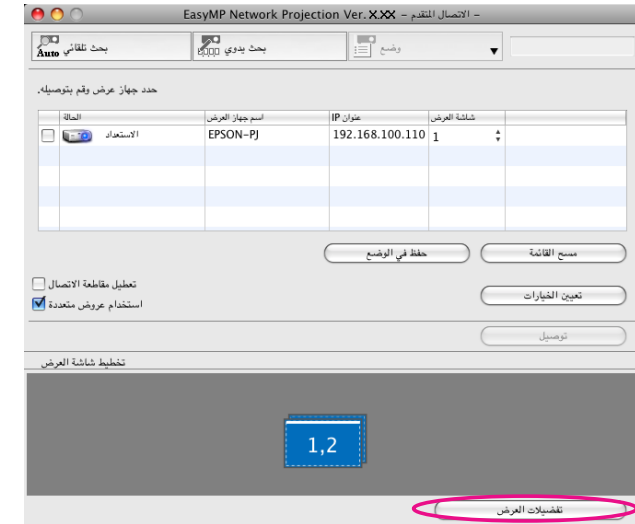 EasyMP Network Projection Ver. X.XX – الاتصال المتقدم –
Auto بحث تلقائي
بحث يدوي
وضع
حدد جهاز عرض وقم بتوصيله.
الحالة
اسم جهاز العرض
عنوان IP
شاشة العرض
الاستعداد
EPSON-PJ
192.168.100.110
1
حفظ في الوضع
مسح القائمة
تعطيل مقاطعة الاتصال
استخدام عروض متعددة
تعيين الخيارات
توصيل
تخطيط شاشة العرض
1,2
تفضيلات العرض